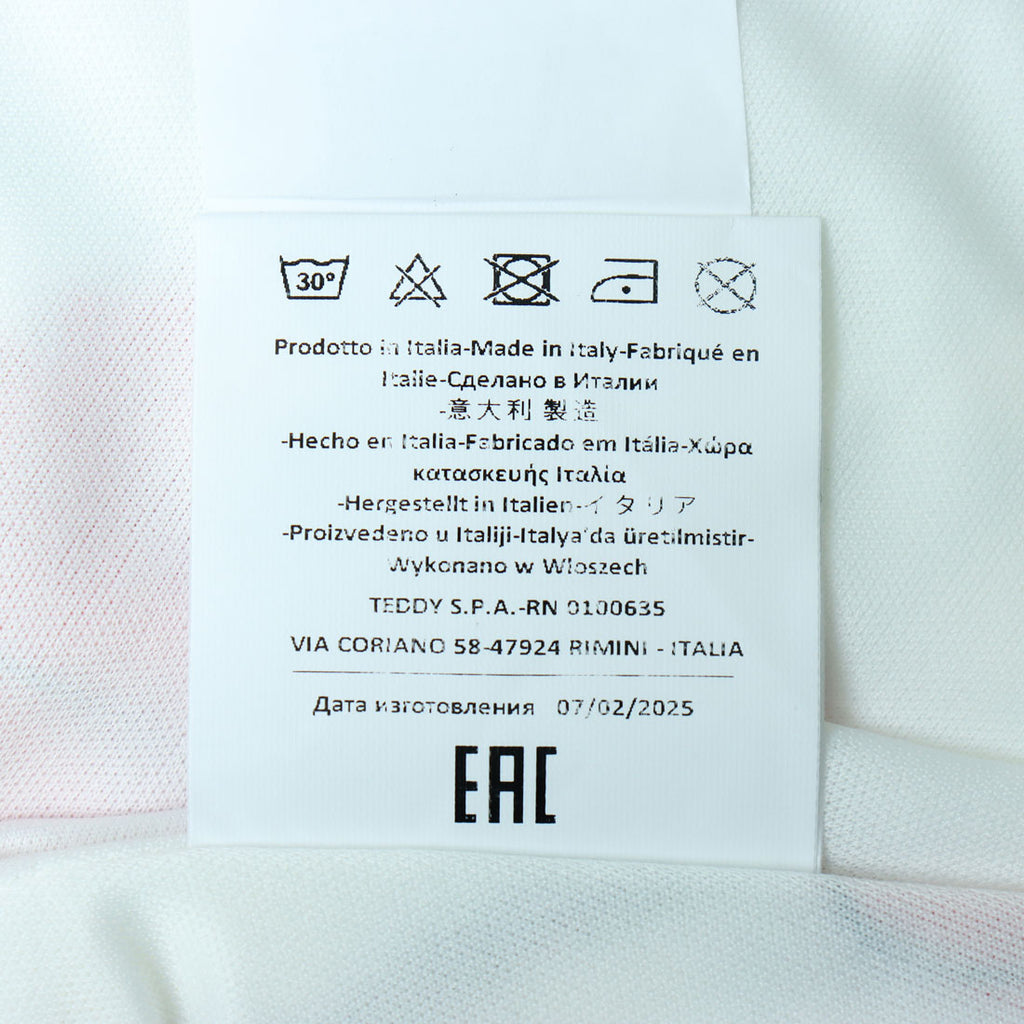 30°
Prodotto in Italia-Made in Italy-Fabriqué en
Italie-Сделано в Италии
-意大利 製造
-Hecho en Italia-Fabricado em Itália-Χώρα
κατασκευής Ιταλία
-Hergestellt in Italien-イタリア
-Proizvedeno u Italiji-Italya'da üretilmistir-
Wykonano w Wloszech
TEDDY S.P.A.-RN 0100635
VIA CORIANO 58-47924 RIMINI - ITALIA
Дата изготовления 07/02/2025
EAC